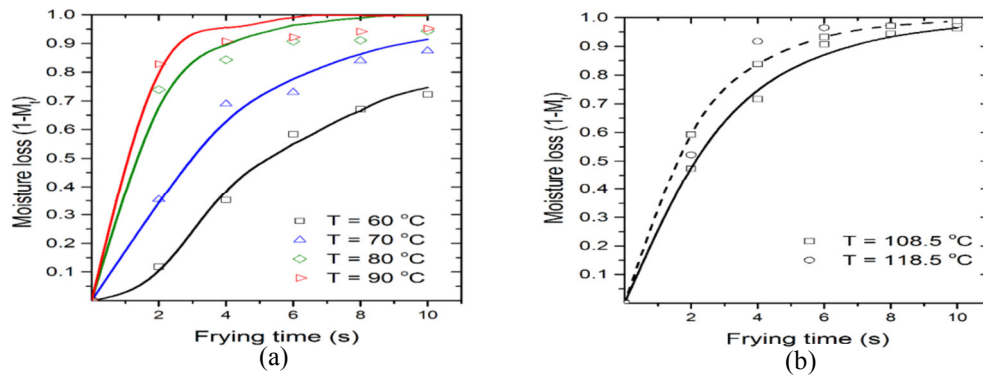 1.0
0.9
0.8
0.7
0.6
0.5
0.4
0.3
0.2
0.1
Moisture loss (1-Mt)
T = 60 °C
T = 70 °C
T = 80 °C
T = 90 °C
2 4 6 8 10
Frying time (s)
(a)
1.0
0.9
0.8
0.7
0.6
0.5
0.4
0.3
0.2
0.1
Moisture loss (1-Mt)
T = 108.5 °C
T = 118.5 °C
2 4 6 8 10
Frying time (s)
(b)